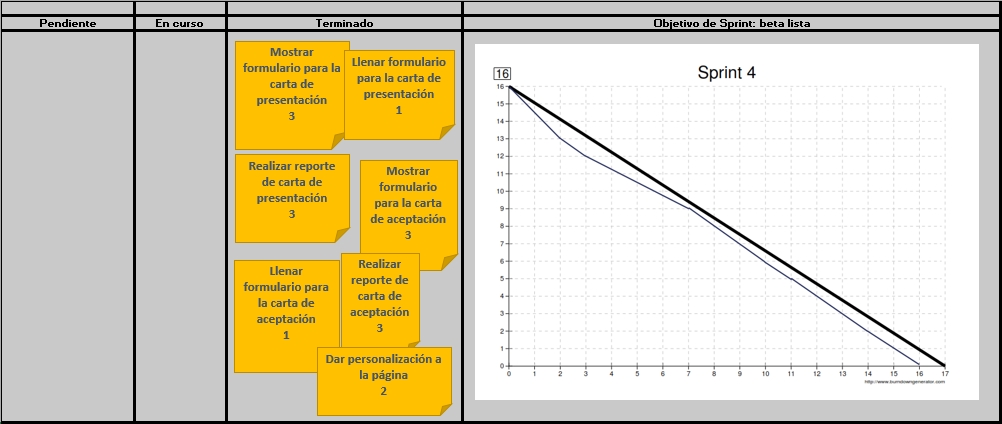 Pendiente
En curso
Terminado
Objetivo de Sprint: beta lista
Mostrar
formulario para la
carta de
presentación
3
Llenar formulario
para la carta de
presentación
1
Realizar reporte
de carta de
presentación
3
Mostrar
formulario
para la carta
de aceptación
3
Llenar
formulario para
la carta de
aceptación
1
Realizar
reporte de
carta de
aceptación
3
Dar personalización a
la página
2
Sprint 4
16
16
15
14
13
12
11
10
9
8
7
6
5
4
3
2
1
0
0 1 2 3 4 5 6 7 8 9 10 11 12 13 14 15 16 17
http://www.burndowngenerator.com